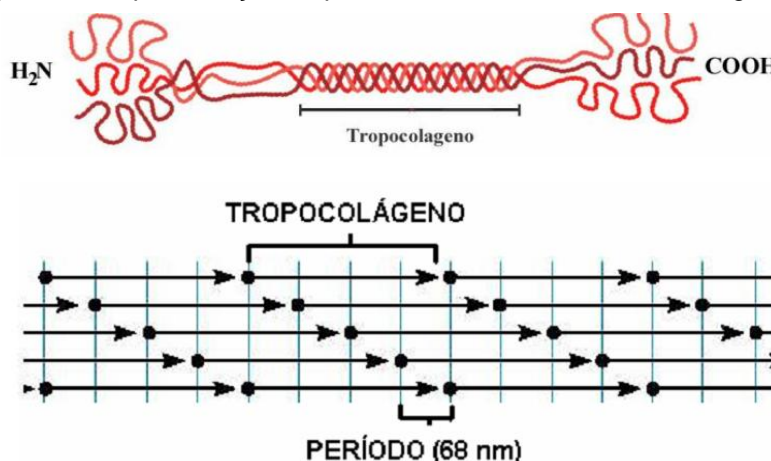 H₂N
COOH
Tropocolageno
TROPOCOLÁGENO
PERÍODO (68 nm)